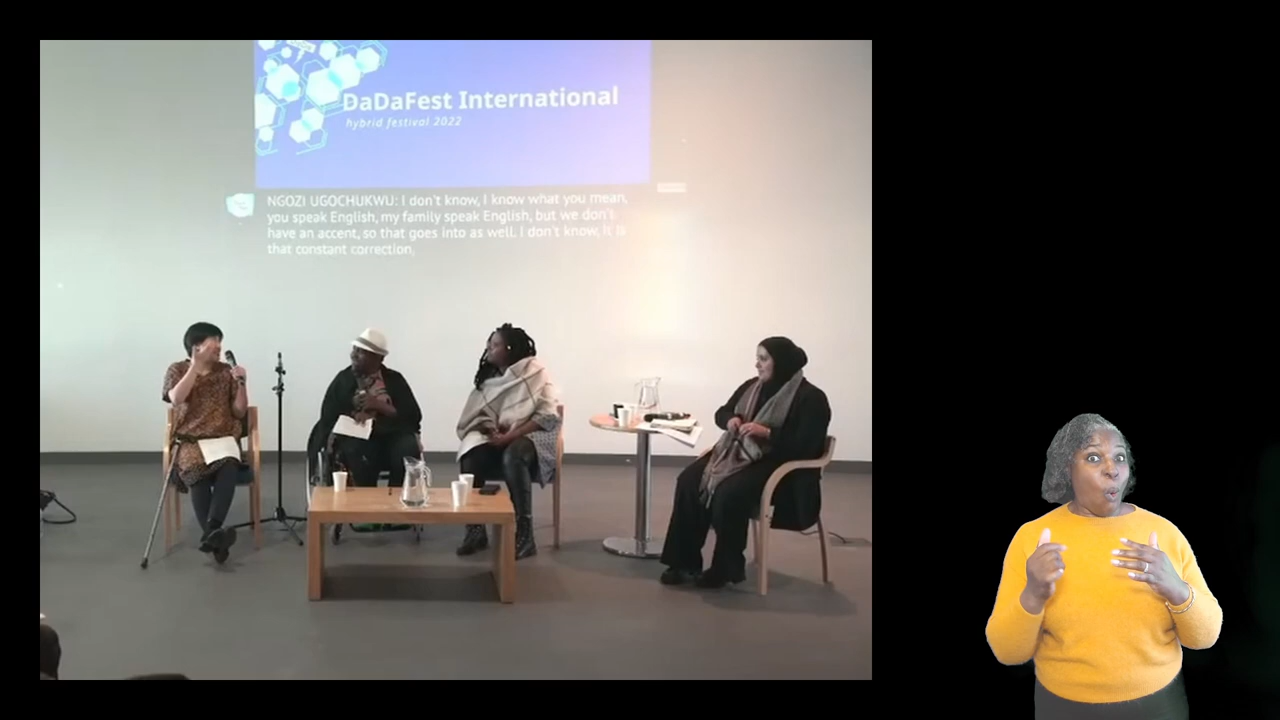 DaDaFest International
hybrid festival 2022
NGOZI UGOCHUKWU: I don't know, I know what you mean,
you speak English, my family speak English, but we don't
have an accent, so that goes into as well. I don't know, it is
that constant correction,